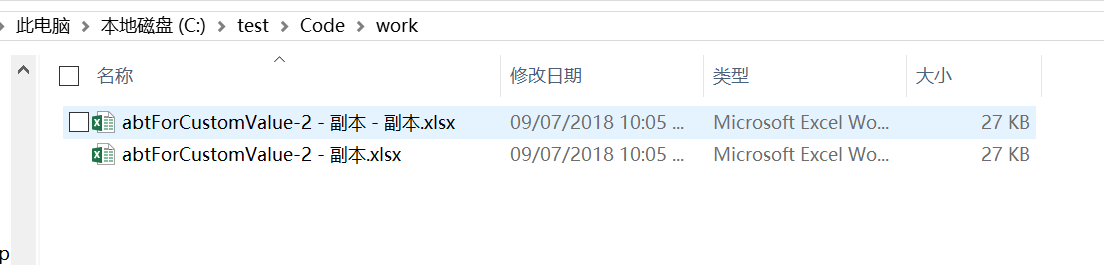 此电脑 本地磁盘 (C:) test Code work
名称 修改日期 类型 大小
abtForCustomValue-2 - 副本 - 副本.xlsx 09/07/2018 10:05 ... Microsoft Excel Wo... 27 KB
abtForCustomValue-2 - 副本.xlsx 09/07/2018 10:05 ... Microsoft Excel Wo... 27 KB
p